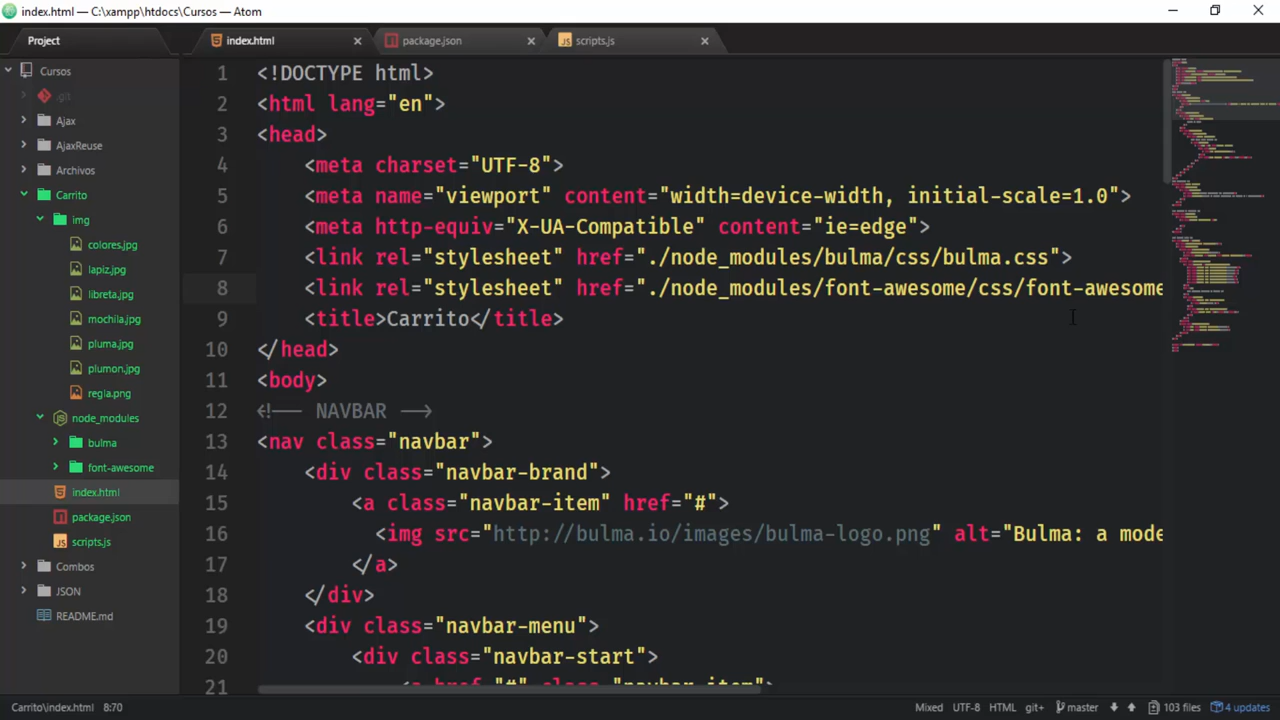 index.html — C:\xampp\htdocs\Cursos — Atom
Project
index.html
package.json
scripts.js
Cursos
.git
Ajax
AjaxReuse
Archivos
Carrito
img
colores.jpg
lapiz.jpg
libreta.jpg
mochila.jpg
pluma.jpg
plumon.jpg
regla.png
node_modules
bulma
font-awesome
index.html
package.json
scripts.js
Combos
JSON
README.md
1 <!DOCTYPE html>
2 <html lang="en">
3 <head>
4 <meta charset="UTF-8">
5 <meta name="viewport" content="width=device-width, initial-scale=1.0">
6 <meta http-equiv="X-UA-Compatible" content="ie=edge">
7 <link rel="stylesheet" href="./node_modules/bulma/css/bulma.css">
8 <link rel="stylesheet" href="./node_modules/font-awesome/css/font-awesome
9 <title>Carrito</title>
10 </head>
11 <body>
12 <!-- NAVBAR -->
13 <nav class="navbar">
14 <div class="navbar-brand">
15 <a class="navbar-item" href="#">
16 <img src="http://bulma.io/images/bulma-logo.png" alt="Bulma: a mode
17 </a>
18 </div>
19 <div class="navbar-menu">
20 <div class="navbar-start">
21 <a href="#" class="navbar-item">
Carrito\index.html 8:70
Mixed UTF-8 HTML git+ master 103 files 4 updates